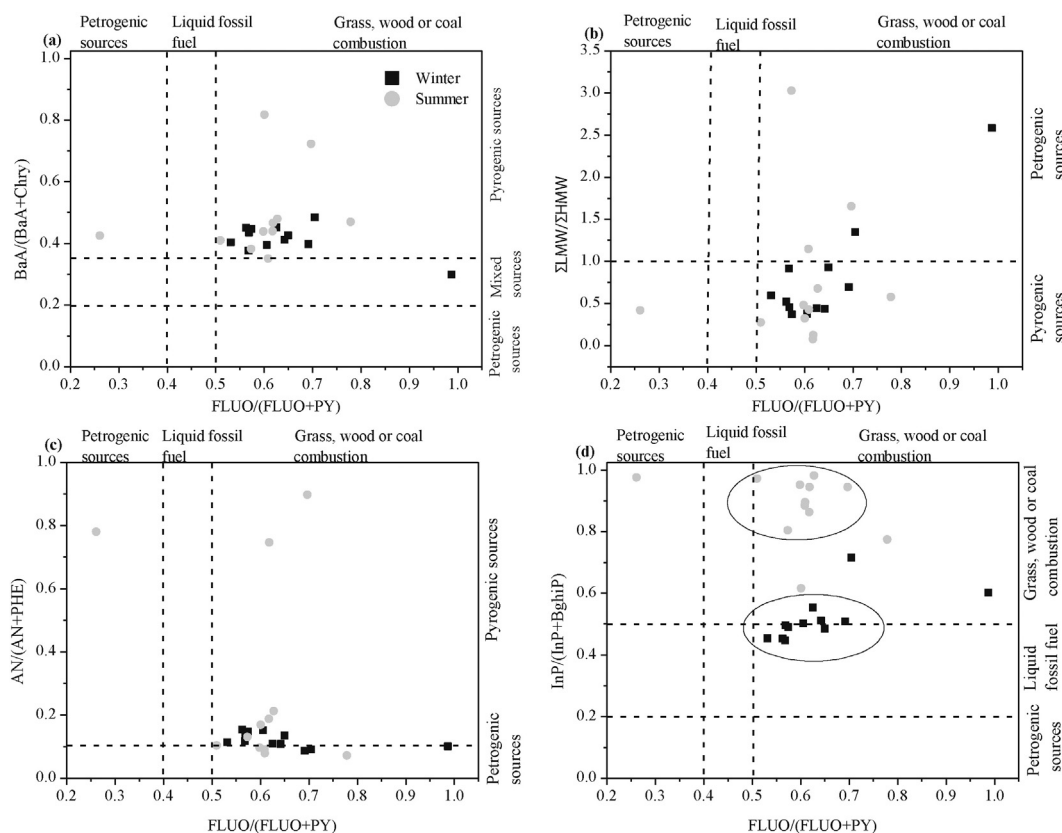 Petrogenic
sources
Liquid fossil
fuel
Grass, wood or coal
combustion
(a)
Winter
Summer
1.0
0.8
0.6
0.4
0.2
0.0
BaA/(BaA+Chry)
Pyrogenic sources
Mixed
sources
Petrogenic
sources
0.2 0.3 0.4 0.5 0.6 0.7 0.8 0.9 1.0
FLUO/(FLUO+PY)
Petrogenic
sources
Liquid fossil
fuel
Grass, wood or coal
combustion
(b)
3.5
3.0
2.5
2.0
1.5
1.0
0.5
0.0
ΣLMW/ΣHMW
Petrogenic
sources
Pyrogenic
sources
0.2 0.3 0.4 0.5 0.6 0.7 0.8 0.9 1.0
FLUO/(FLUO+PY)
Petrogenic
sources
Liquid fossil
fuel
Grass, wood or coal
combustion
(c)
1.0
0.8
0.6
0.4
0.2
0.0
AN/(AN+PHE)
Pyrogenic sources
Petrogenic
sources
0.2 0.3 0.4 0.5 0.6 0.7 0.8 0.9 1.0
FLUO/(FLUO+PY)
Petrogenic
sources
Liquid fossil
fuel
Grass, wood or coal
combustion
(d)
1.0
0.8
0.6
0.4
0.2
0.0
InP/(InP+BghiP)
Grass, wood or coal
combustion
Liquid
fossil fuel
Petrogenic
sources
0.2 0.3 0.4 0.5 0.6 0.7 0.8 0.9 1.0
FLUO/(FLUO+PY)